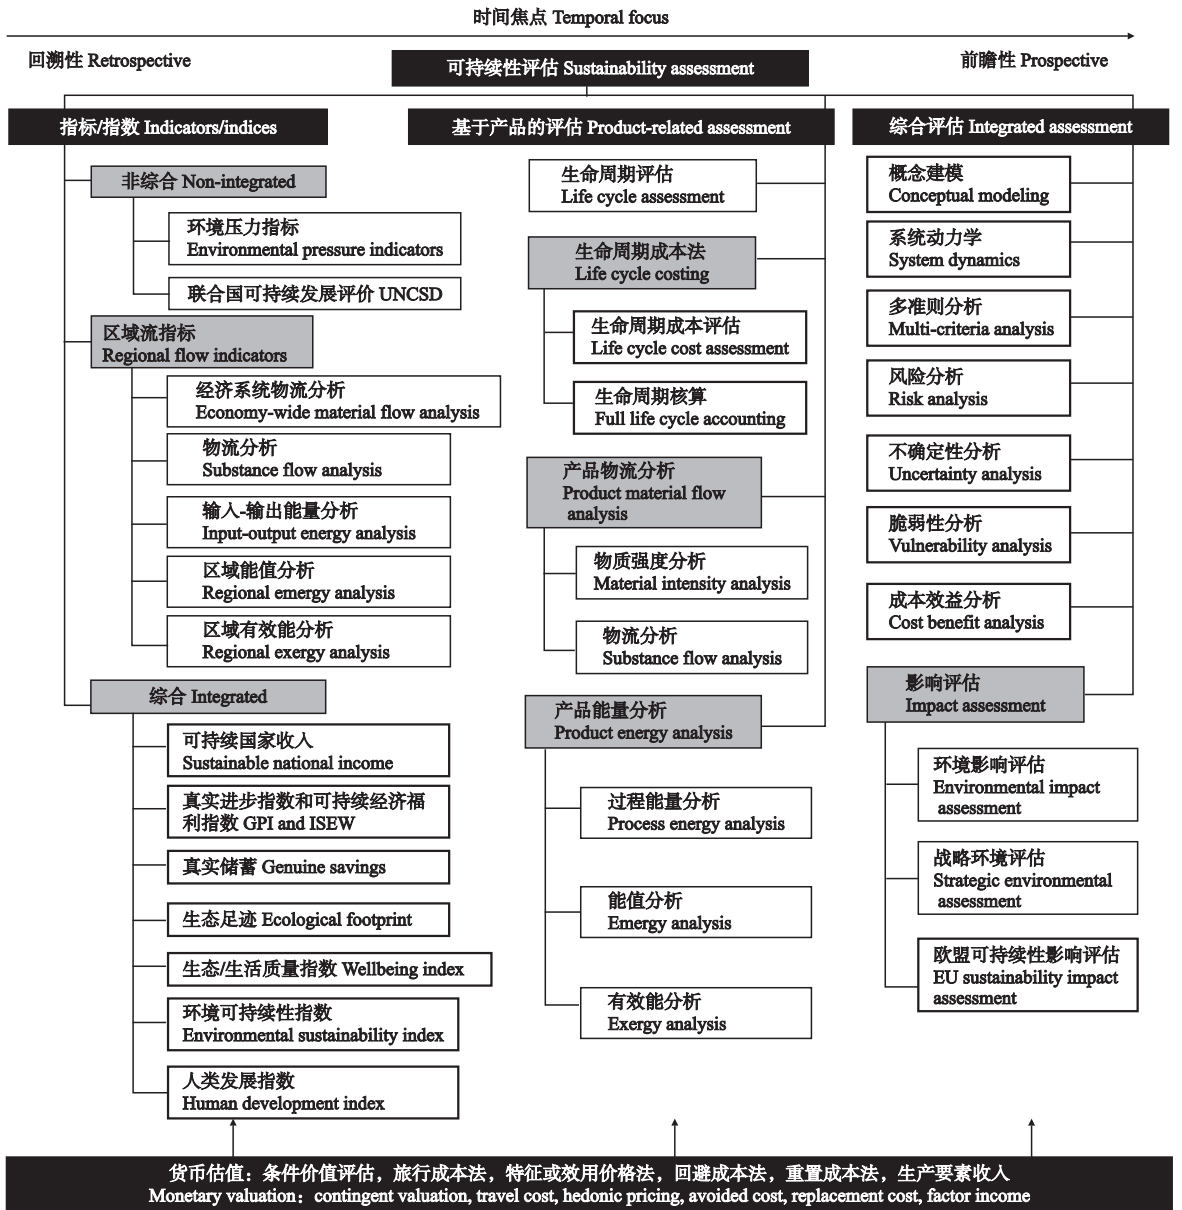 时间焦点 Temporal focus
回溯性 Retrospective
前瞻性 Prospective
可持续性评估 Sustainability assessment
指标/指数 Indicators/indices
非综合 Non-integrated
环境压力指标
Environmental pressure indicators
联合国可持续发展评价 UNCSD
区域流指标
Regional flow indicators
经济系统物流分析
Economy-wide material flow analysis
物流分析
Substance flow analysis
输入-输出能量分析
Input-output energy analysis
区域能值分析
Regional emergy analysis
区域有效能分析
Regional exergy analysis
综合 Integrated
可持续国家收入
Sustainable national income
真实进步指数和可持续经济福
利指数 GPI and ISEW
真实储蓄 Genuine savings
生态足迹 Ecological footprint
生态/生活质量指数 Wellbeing index
环境可持续性指数
Environmental sustainability index
人类发展指数
Human development index
基于产品的评估 Product-related assessment
生命周期评估
Life cycle assessment
生命周期成本法
Life cycle costing
生命周期成本评估
Life cycle cost assessment
生命周期核算
Full life cycle accounting
产品物流分析
Product material flow
analysis
物质强度分析
Material intensity analysis
物流分析
Substance flow analysis
产品能量分析
Product energy analysis
过程能量分析
Process energy analysis
能值分析
Emergy analysis
有效能分析
Exergy analysis
综合评估 Integrated assessment
概念建模
Conceptual modeling
系统动力学
System dynamics
多准则分析
Multi-criteria analysis
风险分析
Risk analysis
不确定性分析
Uncertainty analysis
脆弱性分析
Vulnerability analysis
成本效益分析
Cost benefit analysis
影响评估
Impact assessment
环境影响评估
Environmental impact
assessment
战略环境评估
Strategic environmental
assessment
欧盟可持续性影响评估
EU sustainability impact
assessment
货币估值：条件价值评估，旅行成本法，特征或效用价格法，回避成本法，重置成本法，生产要素收入
Monetary valuation：contingent valuation, travel cost, hedonic pricing, avoided cost, replacement cost, factor income